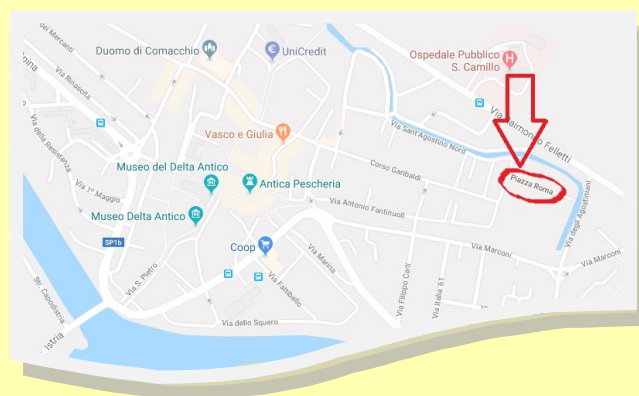 dei Mercanti
Duomo di Comacchio
UniCredit
Ospedale Pubblico
S. Camillo
Via Rinascita
Via della Resistenza
Via Raimondo Felletti
Vasco e Giulia
Via Sant'Agostino Nord
Corso Garibaldi
Piazza Roma
Museo del Delta Antico
Antica Pescheria
Via 1° Maggio
Via Antonio Fantinuoli
Via degli Agostiniani
Museo Delta Antico
SP1b
Coop
Via Marconi
Via Marconi
Via S. Pietro
Via Marina
Via Fattibello
Via Filippo Carli
Via Italia '61
Str. Capodistria
Via dello Squero
Istria